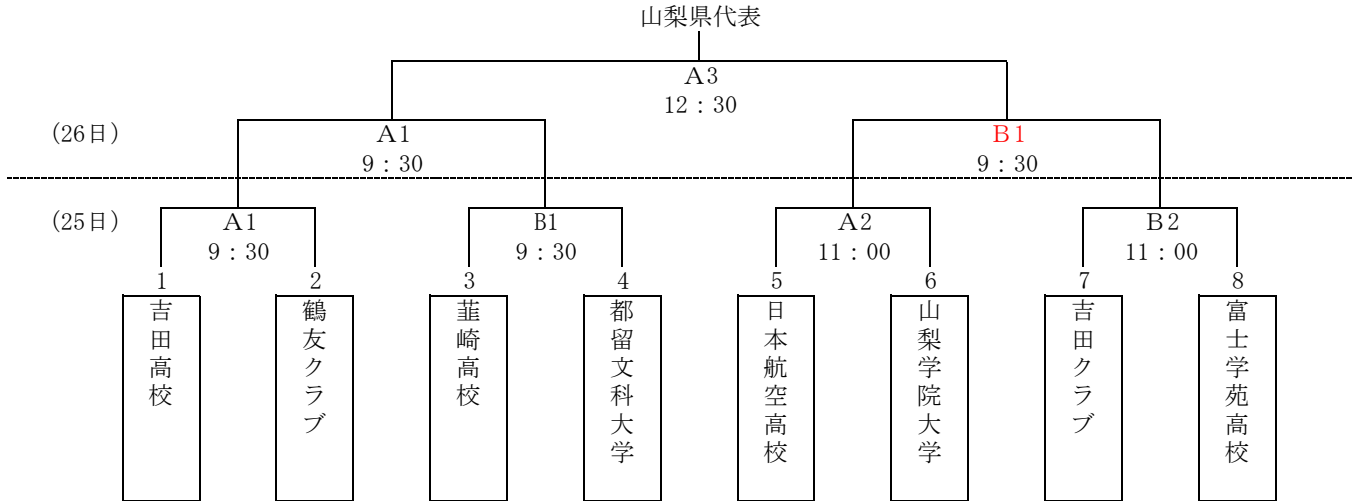 山梨県代表
A3
12:30
(26日)
A1
B1
9:30
9:30
(25日)
A1
B1
A2
B2
9:30
9:30
11:00
11:00
1
2
3
4
5
6
7
8
吉田高校
鶴友クラブ
韮崎高校
都留文科大学
日本航空高校
山梨学院大学
吉田クラブ
富士学苑高校